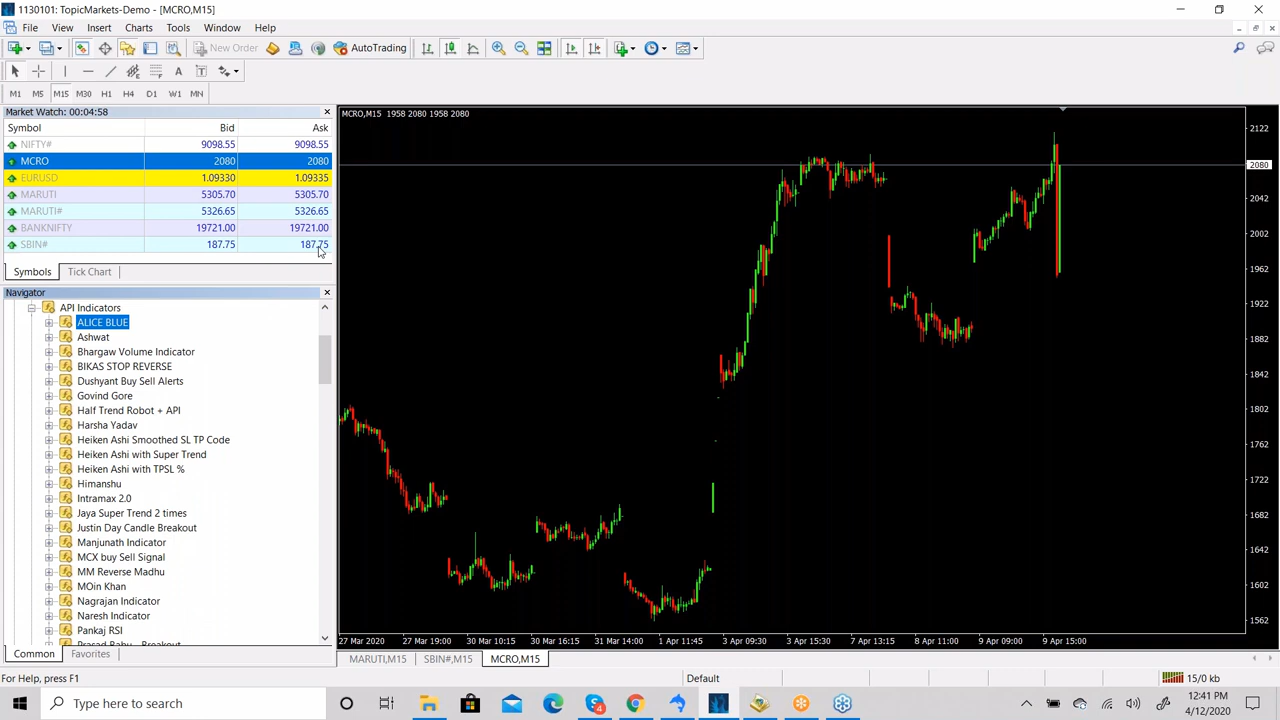 1130101: TopicMarkets-Demo - [MCRO,M15]
File View Insert Charts Tools Window Help
New Order AutoTrading
M1 M5 M15 M30 H1 H4 D1 W1 MN
Market Watch: 00:04:58
Symbol Bid Ask
NIFTY# 9098.55 9098.55
MCRO 2080 2080
EURUSD 1.09330 1.09335
MARUTI 5305.70 5305.70
MARUTI# 5326.65 5326.65
BANKNIFTY 19721.00 19721.00
SBIN# 187.75 187.75
Symbols Tick Chart
Navigator
API Indicators
ALICE BLUE
Ashwat
Bhargaw Volume Indicator
BIKAS STOP REVERSE
Dushyant Buy Sell Alerts
Govind Gore
Half Trend Robot + API
Harsha Yadav
Heiken Ashi Smoothed SL TP Code
Heiken Ashi with Super Trend
Heiken Ashi with TPSL %
Himanshu
Intramax 2.0
Jaya Super Trend 2 times
Justin Day Candle Breakout
Manjunath Indicator
MCX buy Sell Signal
MM Reverse Madhu
MOin Khan
Nagrajan Indicator
Naresh Indicator
Pankaj RSI
Common Favorites
MCRO,M15 1958 2080 1958 2080
2122
2080
2042
2002
1962
1922
1882
1842
1802
1762
1722
1682
1642
1602
1562
27 Mar 2020 27 Mar 19:00 30 Mar 10:15 30 Mar 16:15 31 Mar 14:00 1 Apr 11:45 3 Apr 09:30 3 Apr 15:30 7 Apr 13:15 8 Apr 11:00 9 Apr 09:00 9 Apr 15:00
MARUTI,M15 SBIN#,M15 MCRO,M15
For Help, press F1 Default 15/0 kb
Type here to search
4
12:41 PM
4/12/2020